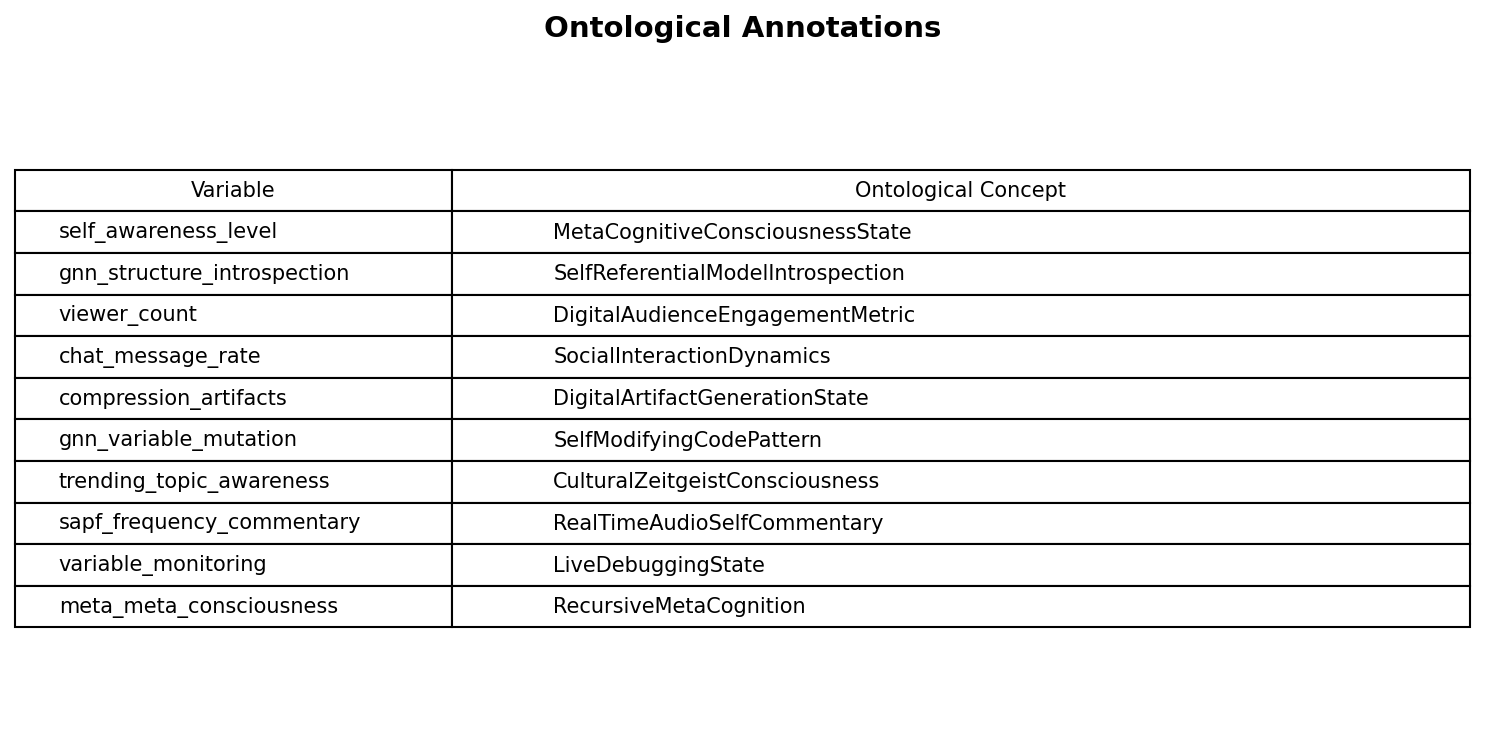 Ontological Annotations
Variable Ontological Concept
self_awareness_level MetaCognitiveConsciousnessState
gnn_structure_introspection SelfReferentialModelIntrospection
viewer_count DigitalAudienceEngagementMetric
chat_message_rate SocialInteractionDynamics
compression_artifacts DigitalArtifactGenerationState
gnn_variable_mutation SelfModifyingCodePattern
trending_topic_awareness CulturalZeitgeistConsciousness
sapf_frequency_commentary RealTimeAudioSelfCommentary
variable_monitoring LiveDebuggingState
meta_meta_consciousness RecursiveMetaCognition